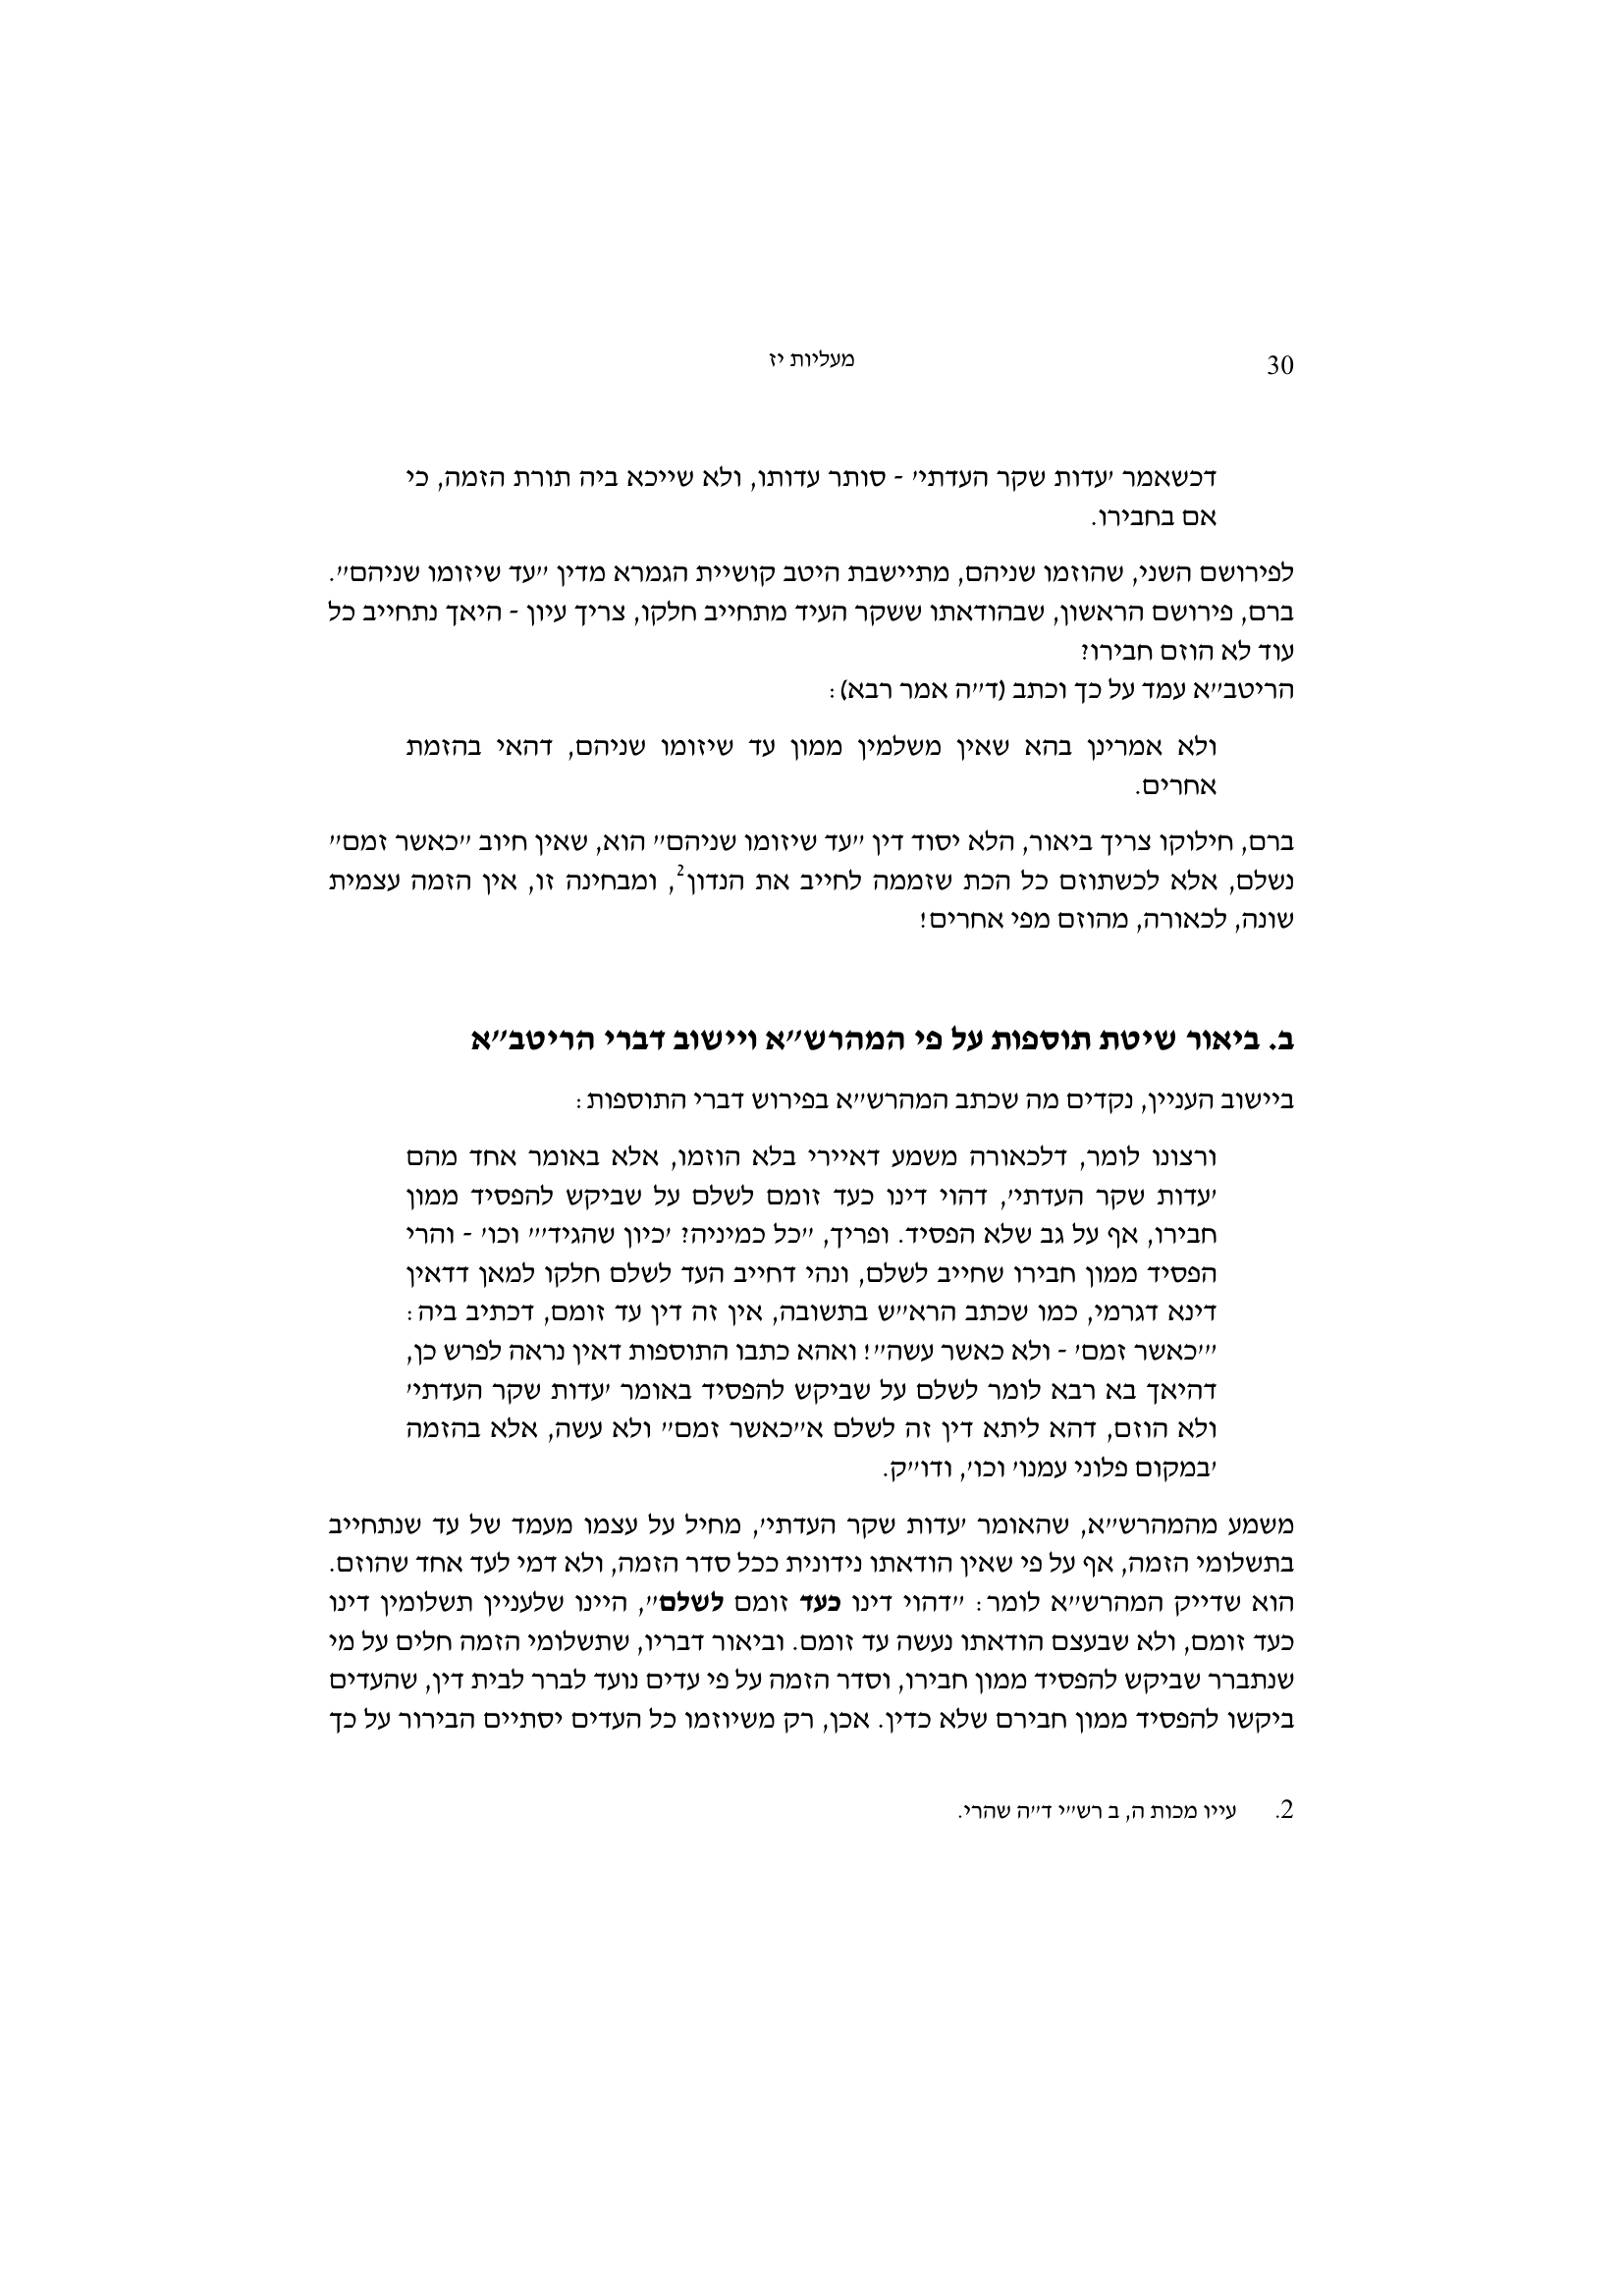 30
מעליות יז
דכשאמר 'עדות שקר העדתי' - סותר עדותו, ולא שייכא ביה תורת הזמה, כי
אם בחבירו.
לפירושם השני, שהוזמו שניהם, מתיישבת היטב קושיית הגמרא מדין "עד שיזומו שניהם".
ברם, פירושם הראשון, שבהודאתו ששקר העיד מתחייב חלקו, צריך עיון - היאך נתחייב כל
עוד לא הוזם חבירו?
הריטב"א עמד על כך וכתב (ד"ה אמר רבא):
ולא אמרינן בהא שאין משלמין ממון עד שיזומו שניהם, דהאי בהזמת
אחרים.
ברם, חילוקו צריך ביאור, הלא יסוד דין "עד שיזומו שניהם" הוא, שאין חיוב "כאשר זמם"
נשלם, אלא לכשתוזם כל הכת שזממה לחייב את הנדון2, ומבחינה זו, אין הזמה עצמית
שונה, לכאורה, מהוזם מפי אחרים!
ב. ביאור שיטת תוספות על פי המהרש"א ויישוב דברי הריטב"א
ביישוב העניין, נקדים מה שכתב המהרש"א בפירוש דברי התוספות:
ורצונו לומר, דלכאורה משמע דאיירי בלא הוזמו, אלא באומר אחד מהם
'עדות שקר העדתי', דהוי דינו כעד זומם לשלם על שביקש להפסיד ממון
חבירו, אף על גב שלא הפסיד. ופריך, "כל כמיניה? 'כיון שהגיד'" וכו' - והרי
הפסיד ממון חבירו שחייב לשלם, ונהי דחייב העד לשלם חלקו למאן דדאין
דינא דגרמי, כמו שכתב הרא"ש בתשובה, אין זה דין עד זומם, דכתיב ביה:
"'כאשר זמם' - ולא כאשר עשה"! ואהא כתבו התוספות דאין נראה לפרש כן,
דהיאך בא רבא לומר לשלם על שביקש להפסיד באומר 'עדות שקר העדתי'
ולא הוזם, דהא ליתא דין זה לשלם א"כאשר זמם" ולא עשה, אלא בהזמה
'במקום פלוני עמנו' וכו', ודו"ק.
משמע מהמהרש"א, שהאומר 'עדות שקר העדתי', מחיל על עצמו מעמד של עד שנתחייב
בתשלומי הזמה, אף על פי שאין הודאתו נידונית ככל סדר הזמה, ולא דמי לעד אחד שהוזם.
הוא שדייק המהרש"א לומר: "דהוי דינו כעד זומם לשלם", היינו שלעניין תשלומין דינו
כעד זומם, ולא שבעצם הודאתו נעשה עד זומם. וביאור דבריו, שתשלומי הזמה חלים על מי
שנתברר שביקש להפסיד ממון חבירו, וסדר הזמה על פי עדים נועד לברר לבית דין, שהעדים
ביקשו להפסיד ממון חבירם שלא כדין. אכן, רק משיוזמו כל העדים יסתיים הבירור על כך
2. עייו מכות ה, ב רש"י ד"ה שהרי.